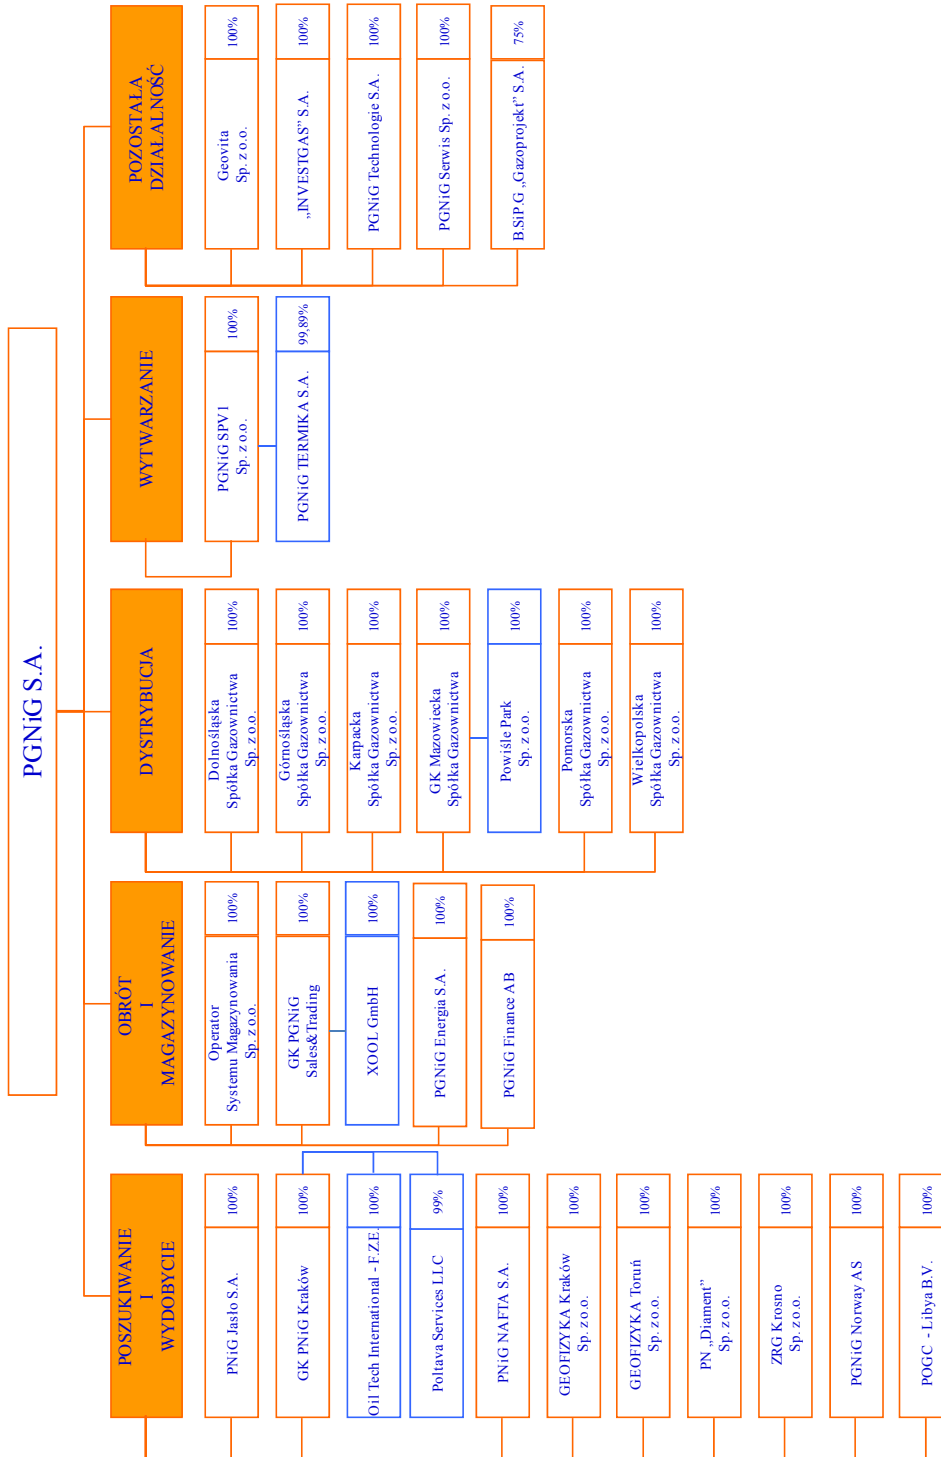 PGNiG S.A.
POSZUKIWANIE
I
WYDOBYCIE
PNiG Jasło S.A.
100%
GK PNiG Kraków
100%
Oil Tech International - F.Z.E.
100%
Poltava Services LLC
99%
PNiG NAFTA S.A.
100%
GEOFIZYKA Kraków
Sp. z o.o.
100%
GEOFIZYKA Toruń
Sp. z o.o.
100%
PN „Diament”
Sp. z o.o.
100%
ZRG Krosno
Sp. z o.o.
100%
PGNiG Norway AS
100%
POGC - Libya B.V.
100%
OBRÓT
I
MAGAZYNOWANIE
Operator
Systemu Magazynowania
Sp. z o.o.
100%
GK PGNiG
Sales&Trading
100%
XOOL GmbH
100%
PGNiG Energia S.A.
100%
PGNiG Finance AB
100%
DYSTRYBUCJA
Dolnośląska
Spółka Gazownictwa
Sp. z o.o.
100%
Górnośląska
Spółka Gazownictwa
Sp. z o.o.
100%
Karpacka
Spółka Gazownictwa
Sp. z o.o.
100%
GK Mazowiecka
Spółka Gazownictwa
100%
Powiśle Park
Sp. z o.o.
100%
Pomorska
Spółka Gazownictwa
Sp. z o.o.
100%
Wielkopolska
Spółka Gazownictwa
Sp. z o.o.
100%
WYTWARZANIE
PGNiG SPV1
Sp. z o.o.
100%
PGNiG TERMIKA S.A.
99,89%
POZOSTAŁA
DZIAŁALNOŚĆ
Geovita
Sp. z o.o.
100%
„INVESTGAS” S.A.
100%
PGNiG Technologie S.A.
100%
PGNiG Serwis Sp. z o.o.
100%
B.SiP.G „Gazoprojekt” S.A.
75%